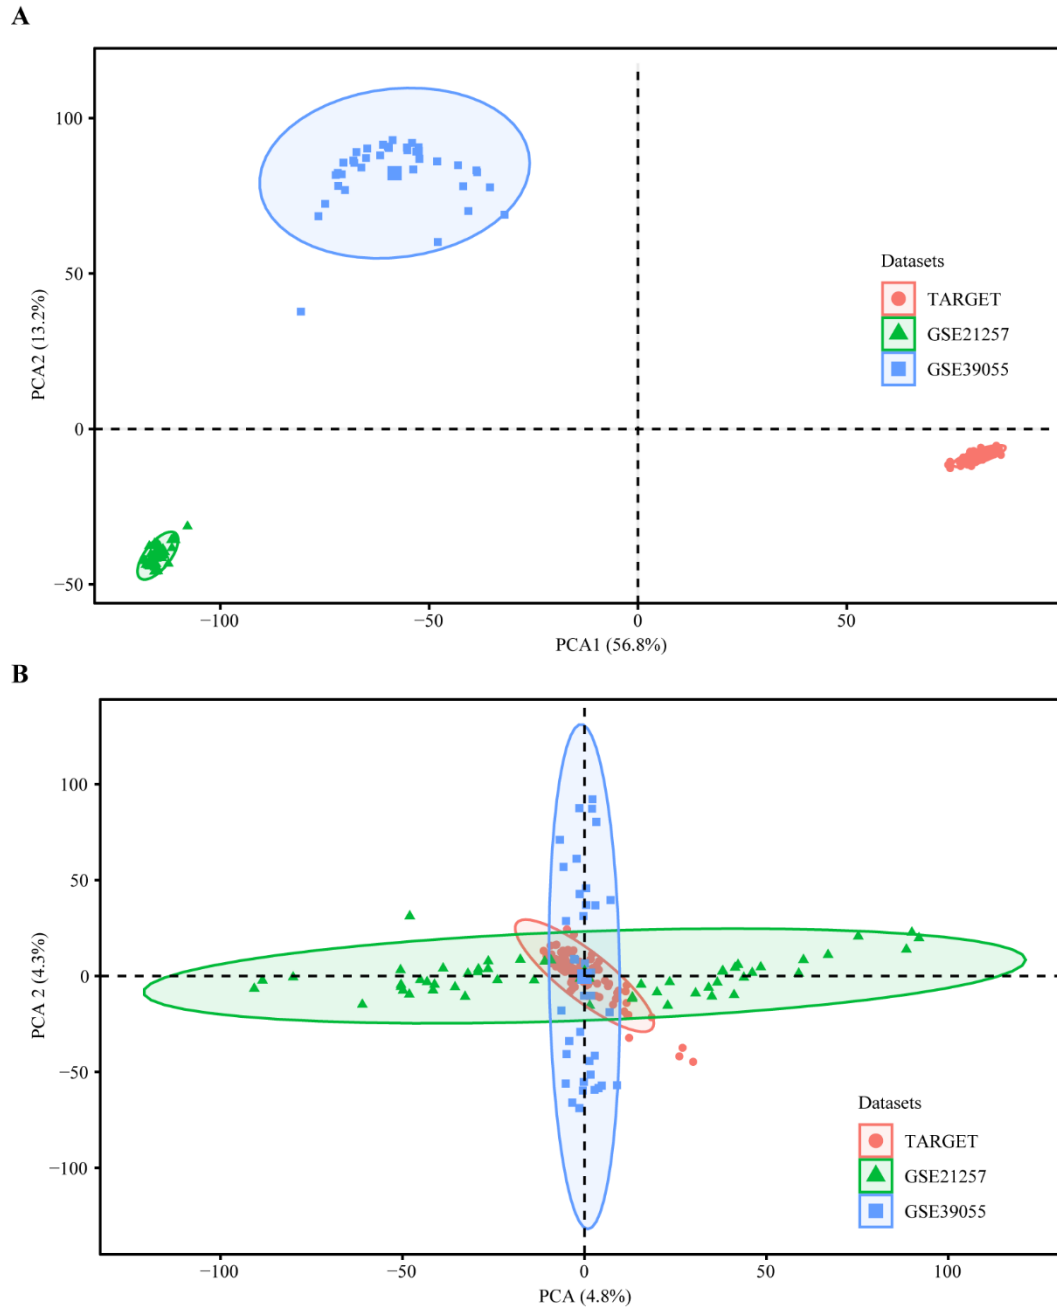 A
100
50
0
−50
PCA2 (13.2%)
−100
−50
0
50
PCA1 (56.8%)
Datasets
TARGET
GSE21257
GSE39055
B
100
50
0
−50
−100
PCA 2 (4.3%)
−100
−50
0
50
100
PCA (4.8%)
Datasets
TARGET
GSE21257
GSE39055